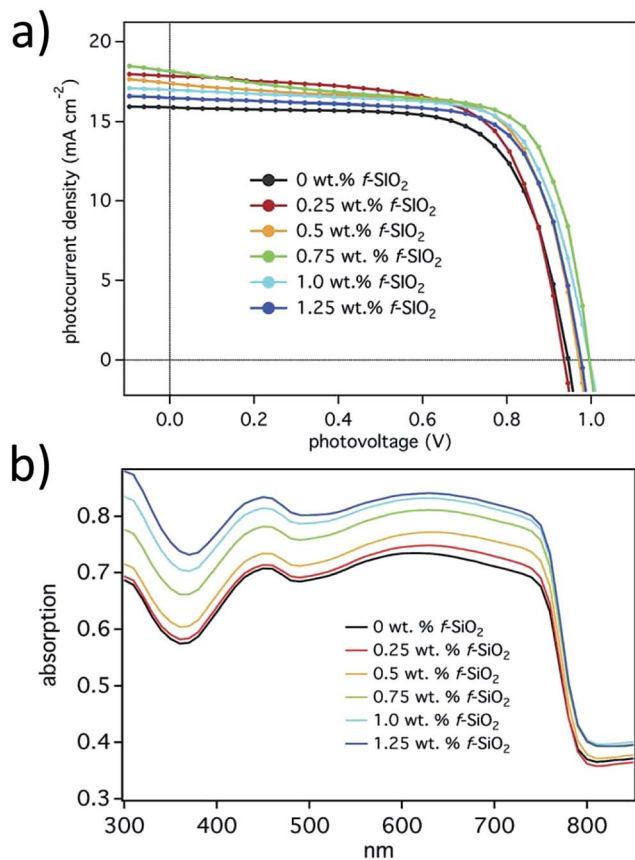 a)
20
15
10
5
0
photocurrent density (mA cm⁻²)
0 wt.% f-SIO₂
0.25 wt.% f-SIO₂
0.5 wt.% f-SIO₂
0.75 wt. % f-SIO₂
1.0 wt.% f-SIO₂
1.25 wt.% f-SIO₂
0.0 0.2 0.4 0.6 0.8 1.0
photovoltage (V)
b)
0.8
0.7
0.6
0.5
0.4
0.3
absorption
0 wt. % f-SiO₂
0.25 wt. % f-SiO₂
0.5 wt. % f-SiO₂
0.75 wt. % f-SiO₂
1.0 wt. % f-SiO₂
1.25 wt. % f-SiO₂
300 400 500 600 700 800
nm